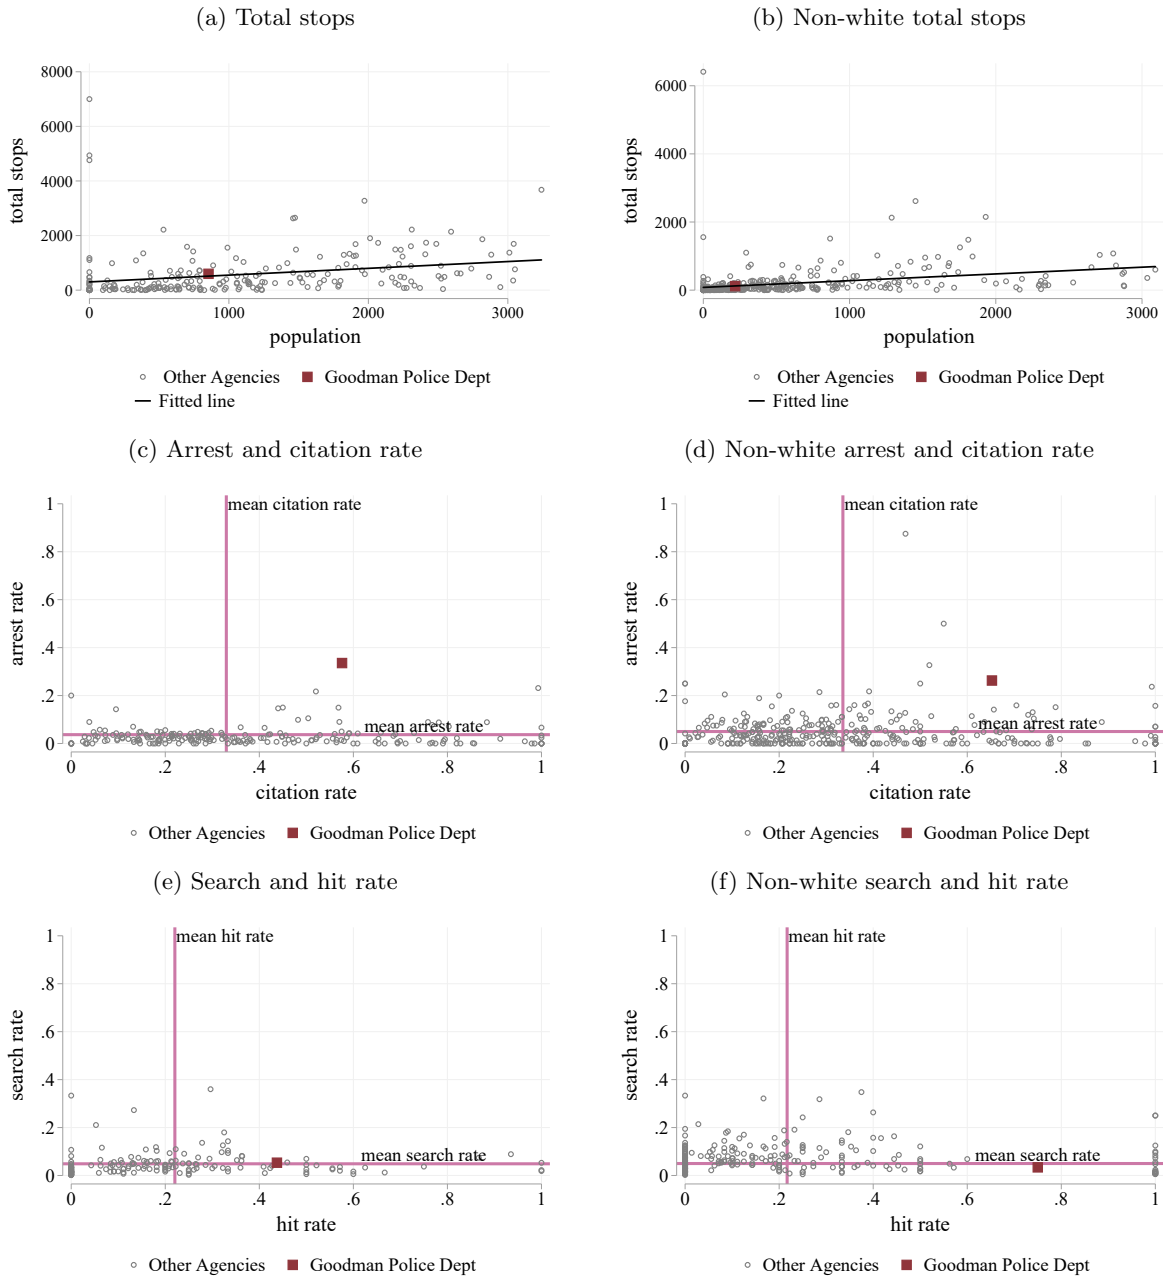 (a) Total stops
(b) Non-white total stops
8000
6000
4000
2000
0
total stops
0 1000 2000 3000
population
Other Agencies Goodman Police Dept
Fitted line
6000
4000
2000
0
total stops
0 1000 2000 3000
population
Other Agencies Goodman Police Dept
Fitted line
(c) Arrest and citation rate
(d) Non-white arrest and citation rate
1
.8
.6
.4
.2
0
arrest rate
mean citation rate
mean arrest rate
0 .2 .4 .6 .8 1
citation rate
Other Agencies Goodman Police Dept
1
.8
.6
.4
.2
0
arrest rate
mean citation rate
mean arrest rate
0 .2 .4 .6 .8 1
citation rate
Other Agencies Goodman Police Dept
(e) Search and hit rate
(f) Non-white search and hit rate
1
.8
.6
.4
.2
0
search rate
mean hit rate
mean search rate
0 .2 .4 .6 .8 1
hit rate
Other Agencies Goodman Police Dept
1
.8
.6
.4
.2
0
search rate
mean hit rate
mean search rate
0 .2 .4 .6 .8 1
hit rate
Other Agencies Goodman Police Dept